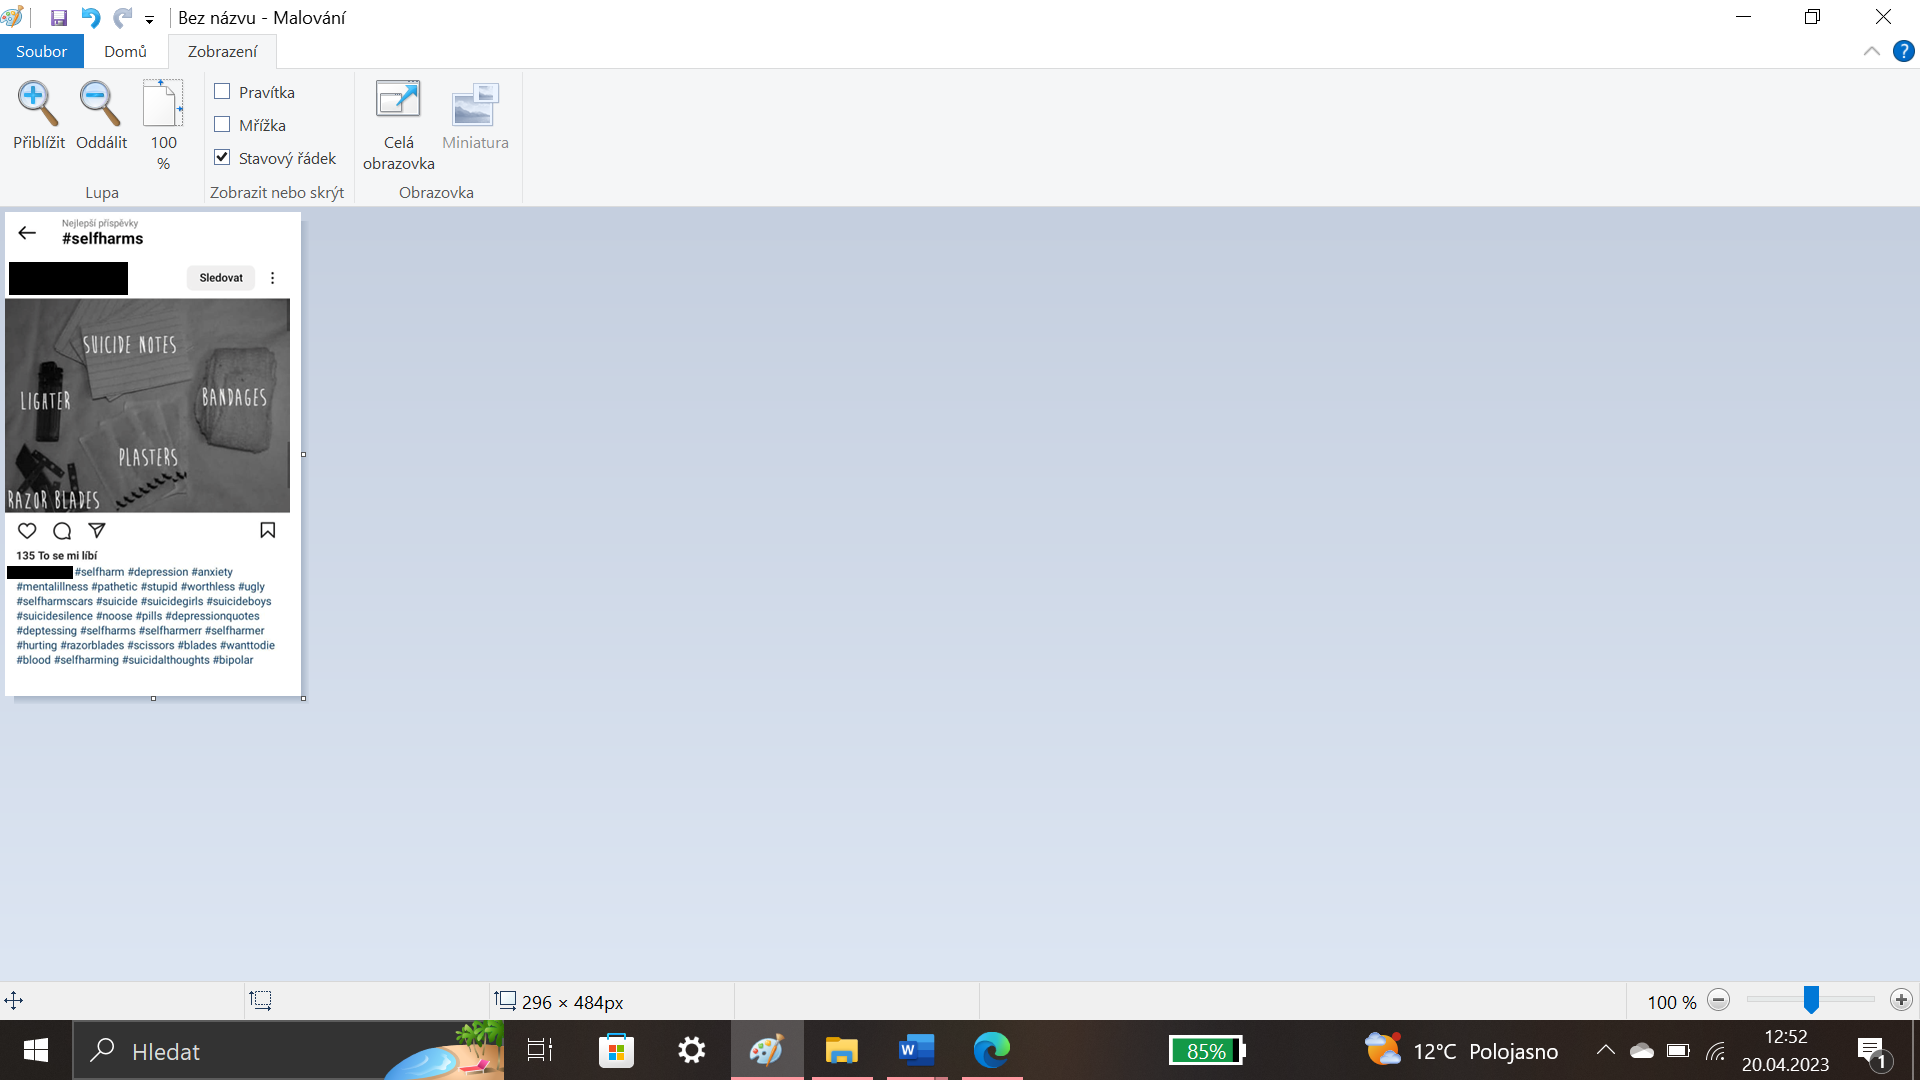 Bez názvu - Malování
Soubor
Domů
Zobrazení
Přiblížit
Oddálit
100
%
Lupa
Pravítka
Mřížka
Stavový řádek
Zobrazit nebo skrýt
Celá
obrazovka
Miniatura
Obrazovka
Nejlepší příspěvky
#selfharms
Sledovat
SUICIDE NOTES
LIGHTER
BANDAGES
PLASTERS
RAZOR BLADES
135 To se mi líbí
#selfharm #depression #anxiety
#mentalillness #pathetic #stupid #worthless #ugly
#selfharmscars #suicide #suicidegirls #suicideboys
#suicidesilence #noose #pills #depressionquotes
#deptessing #selfharms #selfharmerr #selfharmer
#hurting #razorblades #scissors #blades #wanttodie
#blood #selfharming #suicidalthoughts #bipolar
296 × 484px
100 %
Hledat
85%
12°C Polojasno
12:52
20.04.2023
1